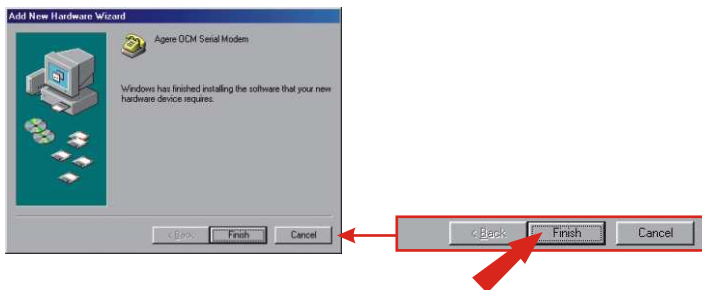 Add New Hardware Wizard
Agere OCM Serial Modem
Windows has finished installing the software that your new
hardware device requires.
< Back Finish Cancel
< Back Finish Cancel